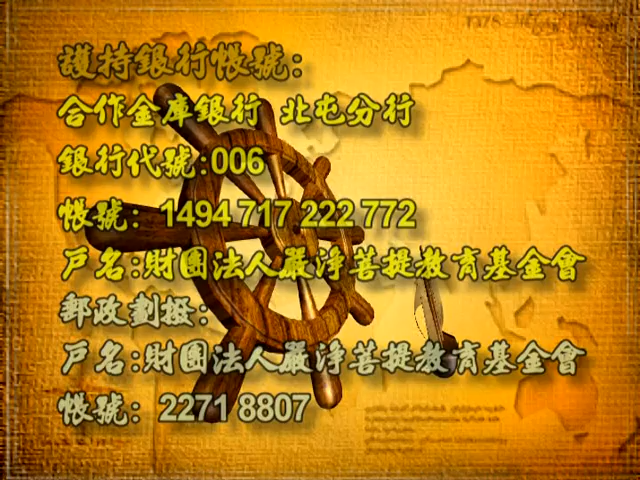 護持銀行帳號:
合作金庫銀行 北屯分行
銀行代號:006
帳號: 1494 717 222 772
戶名:財團法人嚴淨菩提教育基金會
郵政劃撥:
戶名:財團法人嚴淨菩提教育基金會
帳號: 2271 8807